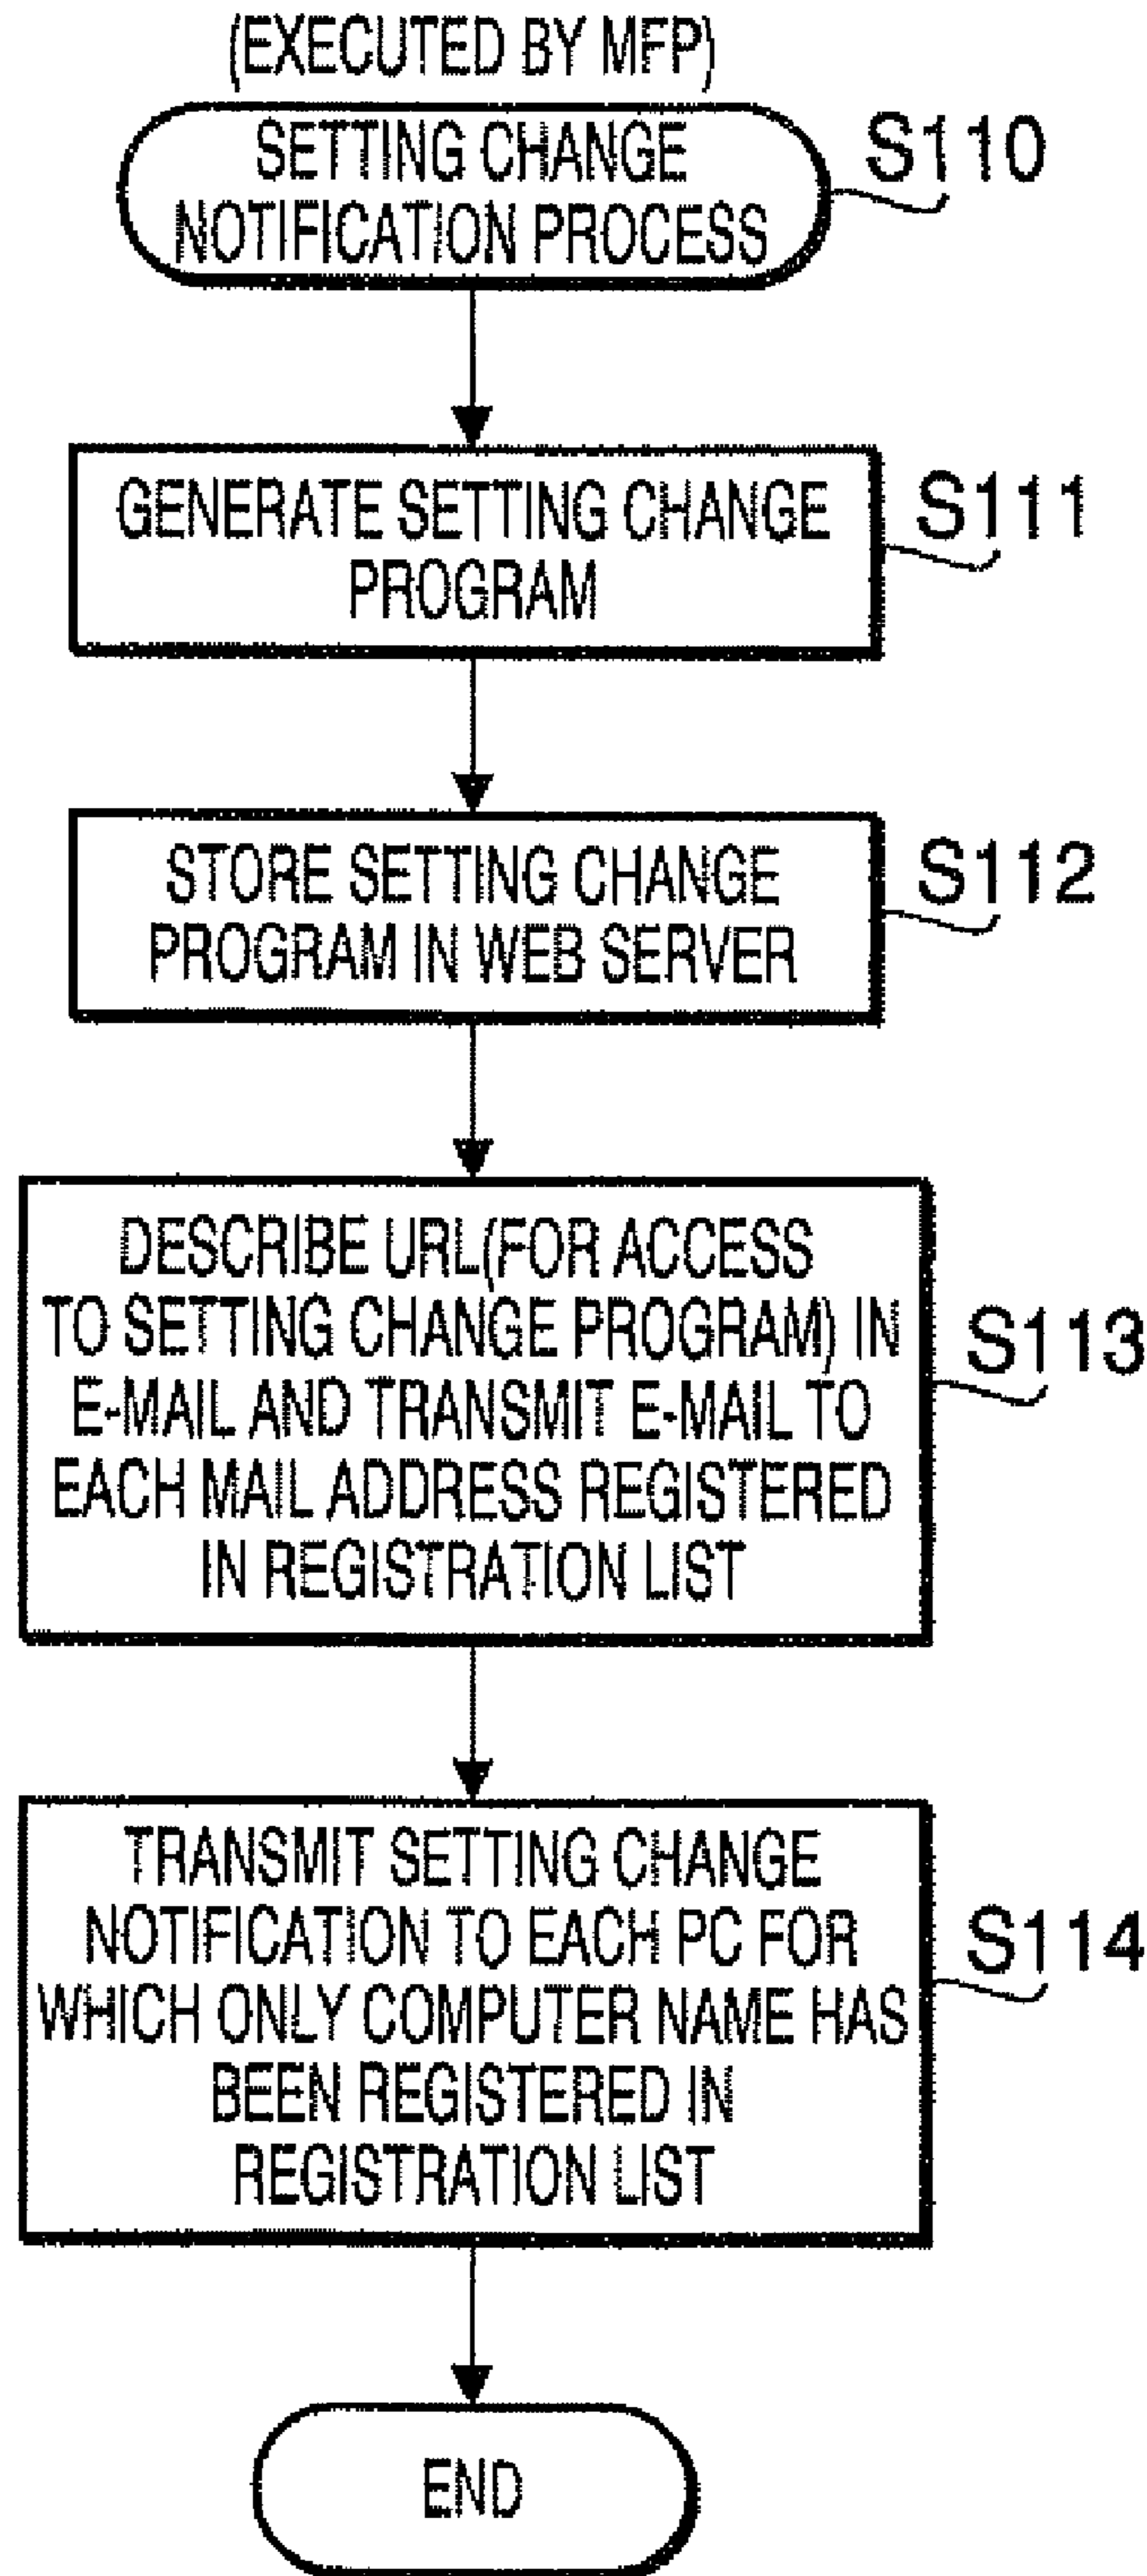 (EXECUTED BY MFP)
SETTING CHANGE
NOTIFICATION PROCESS
S110
GENERATE SETTING CHANGE
PROGRAM
S111
STORE SETTING CHANGE
PROGRAM IN WEB SERVER
S112
DESCRIBE URL(FOR ACCESS
TO SETTING CHANGE PROGRAM) IN
E-MAIL AND TRANSMIT E-MAIL TO
EACH MAIL ADDRESS REGISTERED
IN REGISTRATION LIST
S113
TRANSMIT SETTING CHANGE
NOTIFICATION TO EACH PC FOR
WHICH ONLY COMPUTER NAME HAS
BEEN REGISTERED IN
REGISTRATION LIST
S114
END